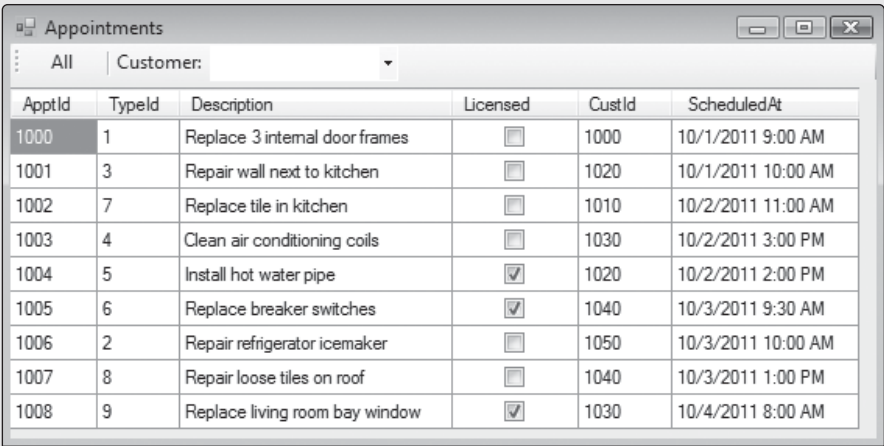 Appointments
All Customer:
ApptId TypeId Description Licensed CustId ScheduledAt
1000 1 Replace 3 internal door frames 1000 10/1/2011 9:00 AM
1001 3 Repair wall next to kitchen 1020 10/1/2011 10:00 AM
1002 7 Replace tile in kitchen 1010 10/2/2011 11:00 AM
1003 4 Clean air conditioning coils 1030 10/2/2011 3:00 PM
1004 5 Install hot water pipe 1020 10/2/2011 2:00 PM
1005 6 Replace breaker switches 1040 10/3/2011 9:30 AM
1006 2 Repair refrigerator icemaker 1050 10/3/2011 10:00 AM
1007 8 Repair loose tiles on roof 1040 10/3/2011 1:00 PM
1008 9 Replace living room bay window 1030 10/4/2011 8:00 AM